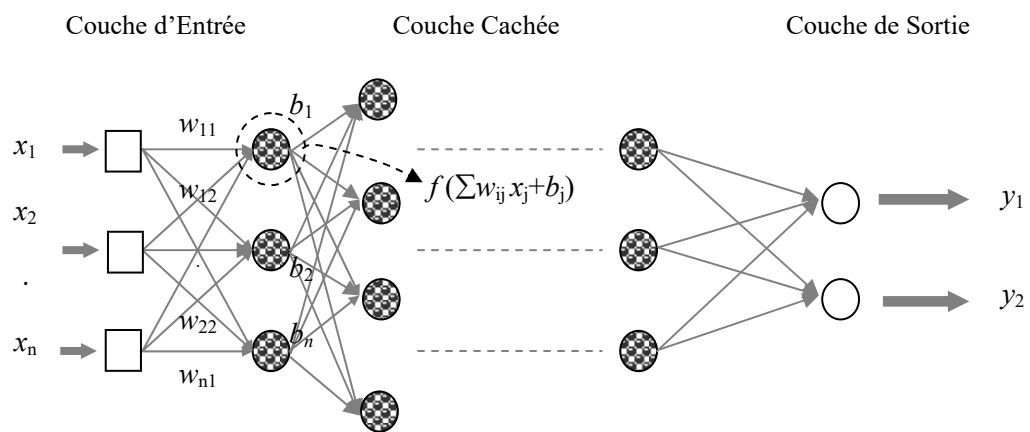 Couche d’Entrée
Couche Cachée
Couche de Sortie
b1
w11
x1
f(∑wij xj+bj)
w12
x2
y1
b2
.
y2
w22
bn
xn
wn1